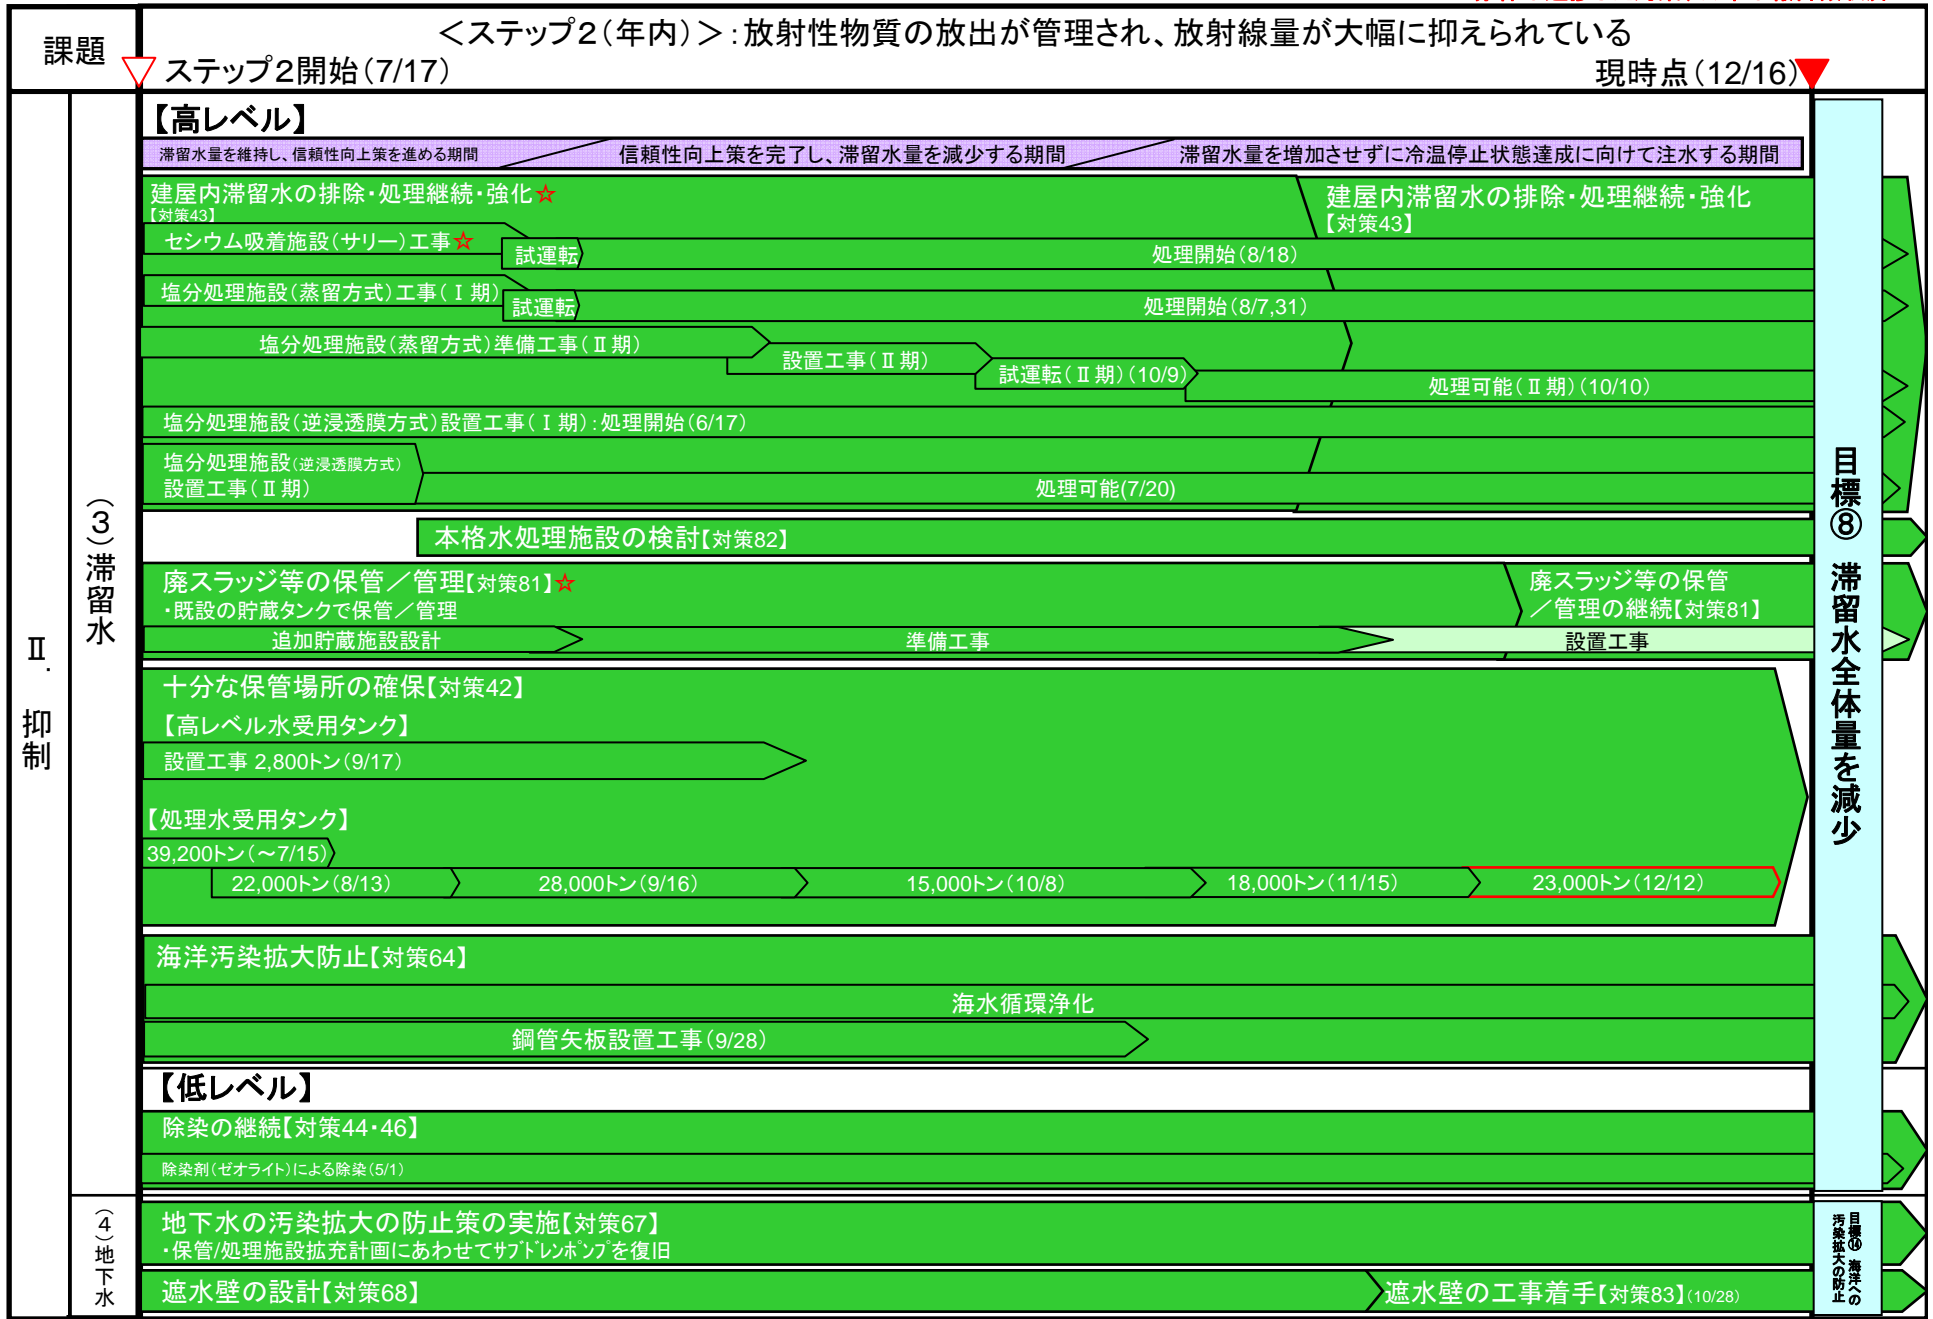 課題
＜ステップ２（年内）＞：放射性物質の放出が管理され、放射線量が大幅に抑えられている
ステップ２開始（7/17）
現時点（12/16）
Ⅱ．抑制
（３）滞留水
【高レベル】
滞留水量を維持し、信頼性向上策を進める期間
信頼性向上策を完了し、滞留水量を減少する期間
滞留水量を増加させずに冷温停止状態達成に向けて注水する期間
建屋内滞留水の排除・処理継続・強化☆
【対策43】
建屋内滞留水の排除・処理継続・強化
【対策43】
セシウム吸着施設（サリー）工事☆
試運転
処理開始（8/18）
塩分処理施設（蒸留方式）工事（Ⅰ期）
試運転
処理開始（8/7,31）
塩分処理施設（蒸留方式）準備工事（Ⅱ期）
設置工事（Ⅱ期）
試運転（Ⅱ期）（10/9）
処理可能（Ⅱ期）（10/10）
塩分処理施設（逆浸透膜方式）設置工事（Ⅰ期）：処理開始（6/17）
塩分処理施設（逆浸透膜方式）
設置工事（Ⅱ期）
処理可能(7/20)
本格水処理施設の検討【対策82】
廃スラッジ等の保管／管理【対策81】☆
・既設の貯蔵タンクで保管／管理
廃スラッジ等の保管
／管理の継続【対策81】
追加貯蔵施設設計
準備工事
設置工事
十分な保管場所の確保【対策42】
【高レベル水受用タンク】
設置工事 2,800トン（9/17）
【処理水受用タンク】
39,200トン（～7/15）
22,000トン（8/13）
28,000トン（9/16）
15,000トン（10/8）
18,000トン（11/15）
23,000トン（12/12）
海洋汚染拡大防止【対策64】
海水循環浄化
鋼管矢板設置工事（9/28）
【低レベル】
除染の継続【対策44・46】
除染剤（ゼオライト）による除染（5/1）
目標⑧　滞留水全体量を減少
（４）地下水
地下水の汚染拡大の防止策の実施【対策67】
・保管/処理施設拡充計画にあわせてｻﾌﾞﾄﾞﾚﾝﾎﾟﾝﾌﾟを復旧
遮水壁の設計【対策68】
遮水壁の工事着手【対策83】（10/28）
目標⑭　海洋への
汚染拡大の防止